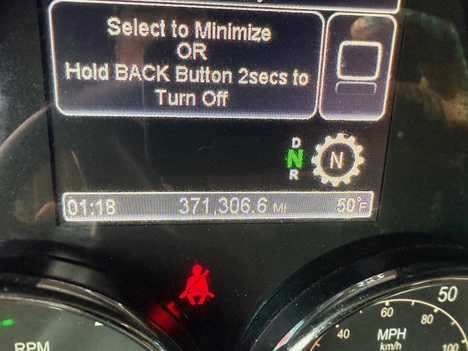 Select to Minimize
OR
Hold BACK Button 2secs to
Turn Off
D
N N
R
01:18 371,306.6 MI 50°F
RPM
40 60 50
MPH
km/h
100